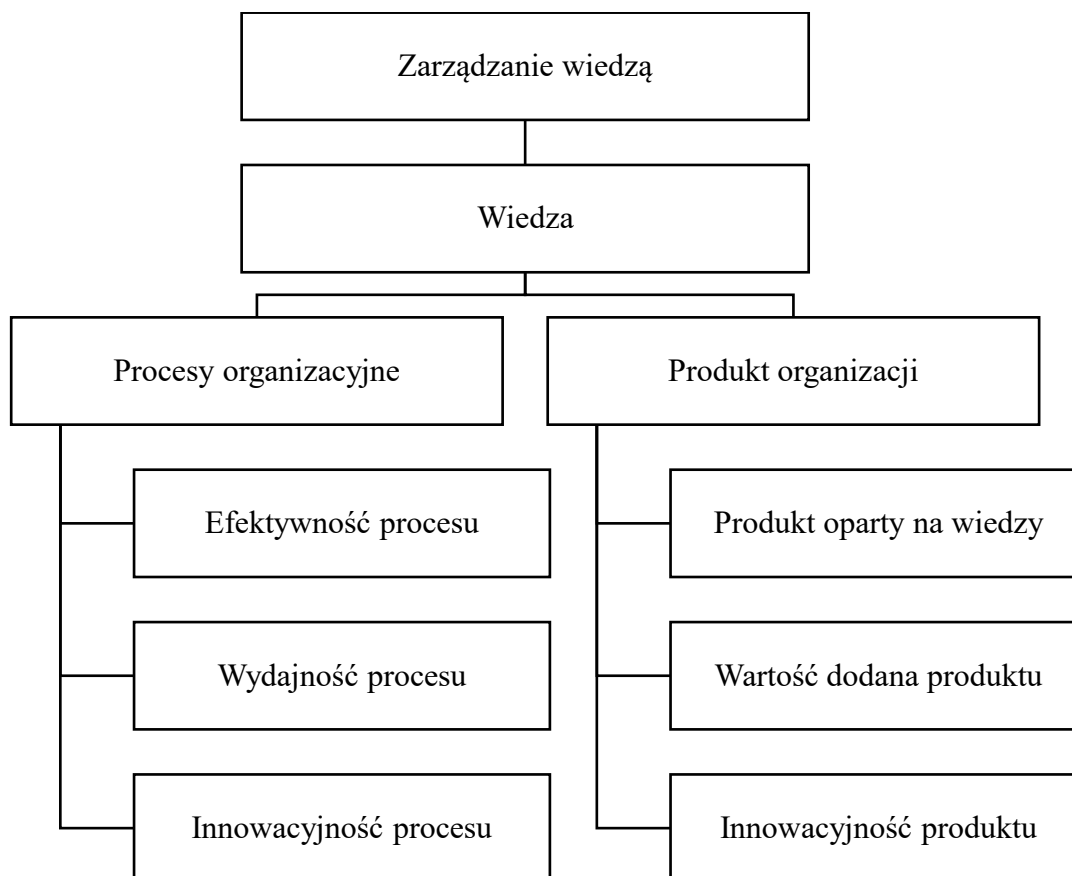 Zarządzanie wiedzą
Wiedza
Procesy organizacyjne
Produkt organizacji
Efektywność procesu
Produkt oparty na wiedzy
Wydajność procesu
Wartość dodana produktu
Innowacyjność procesu
Innowacyjność produktu